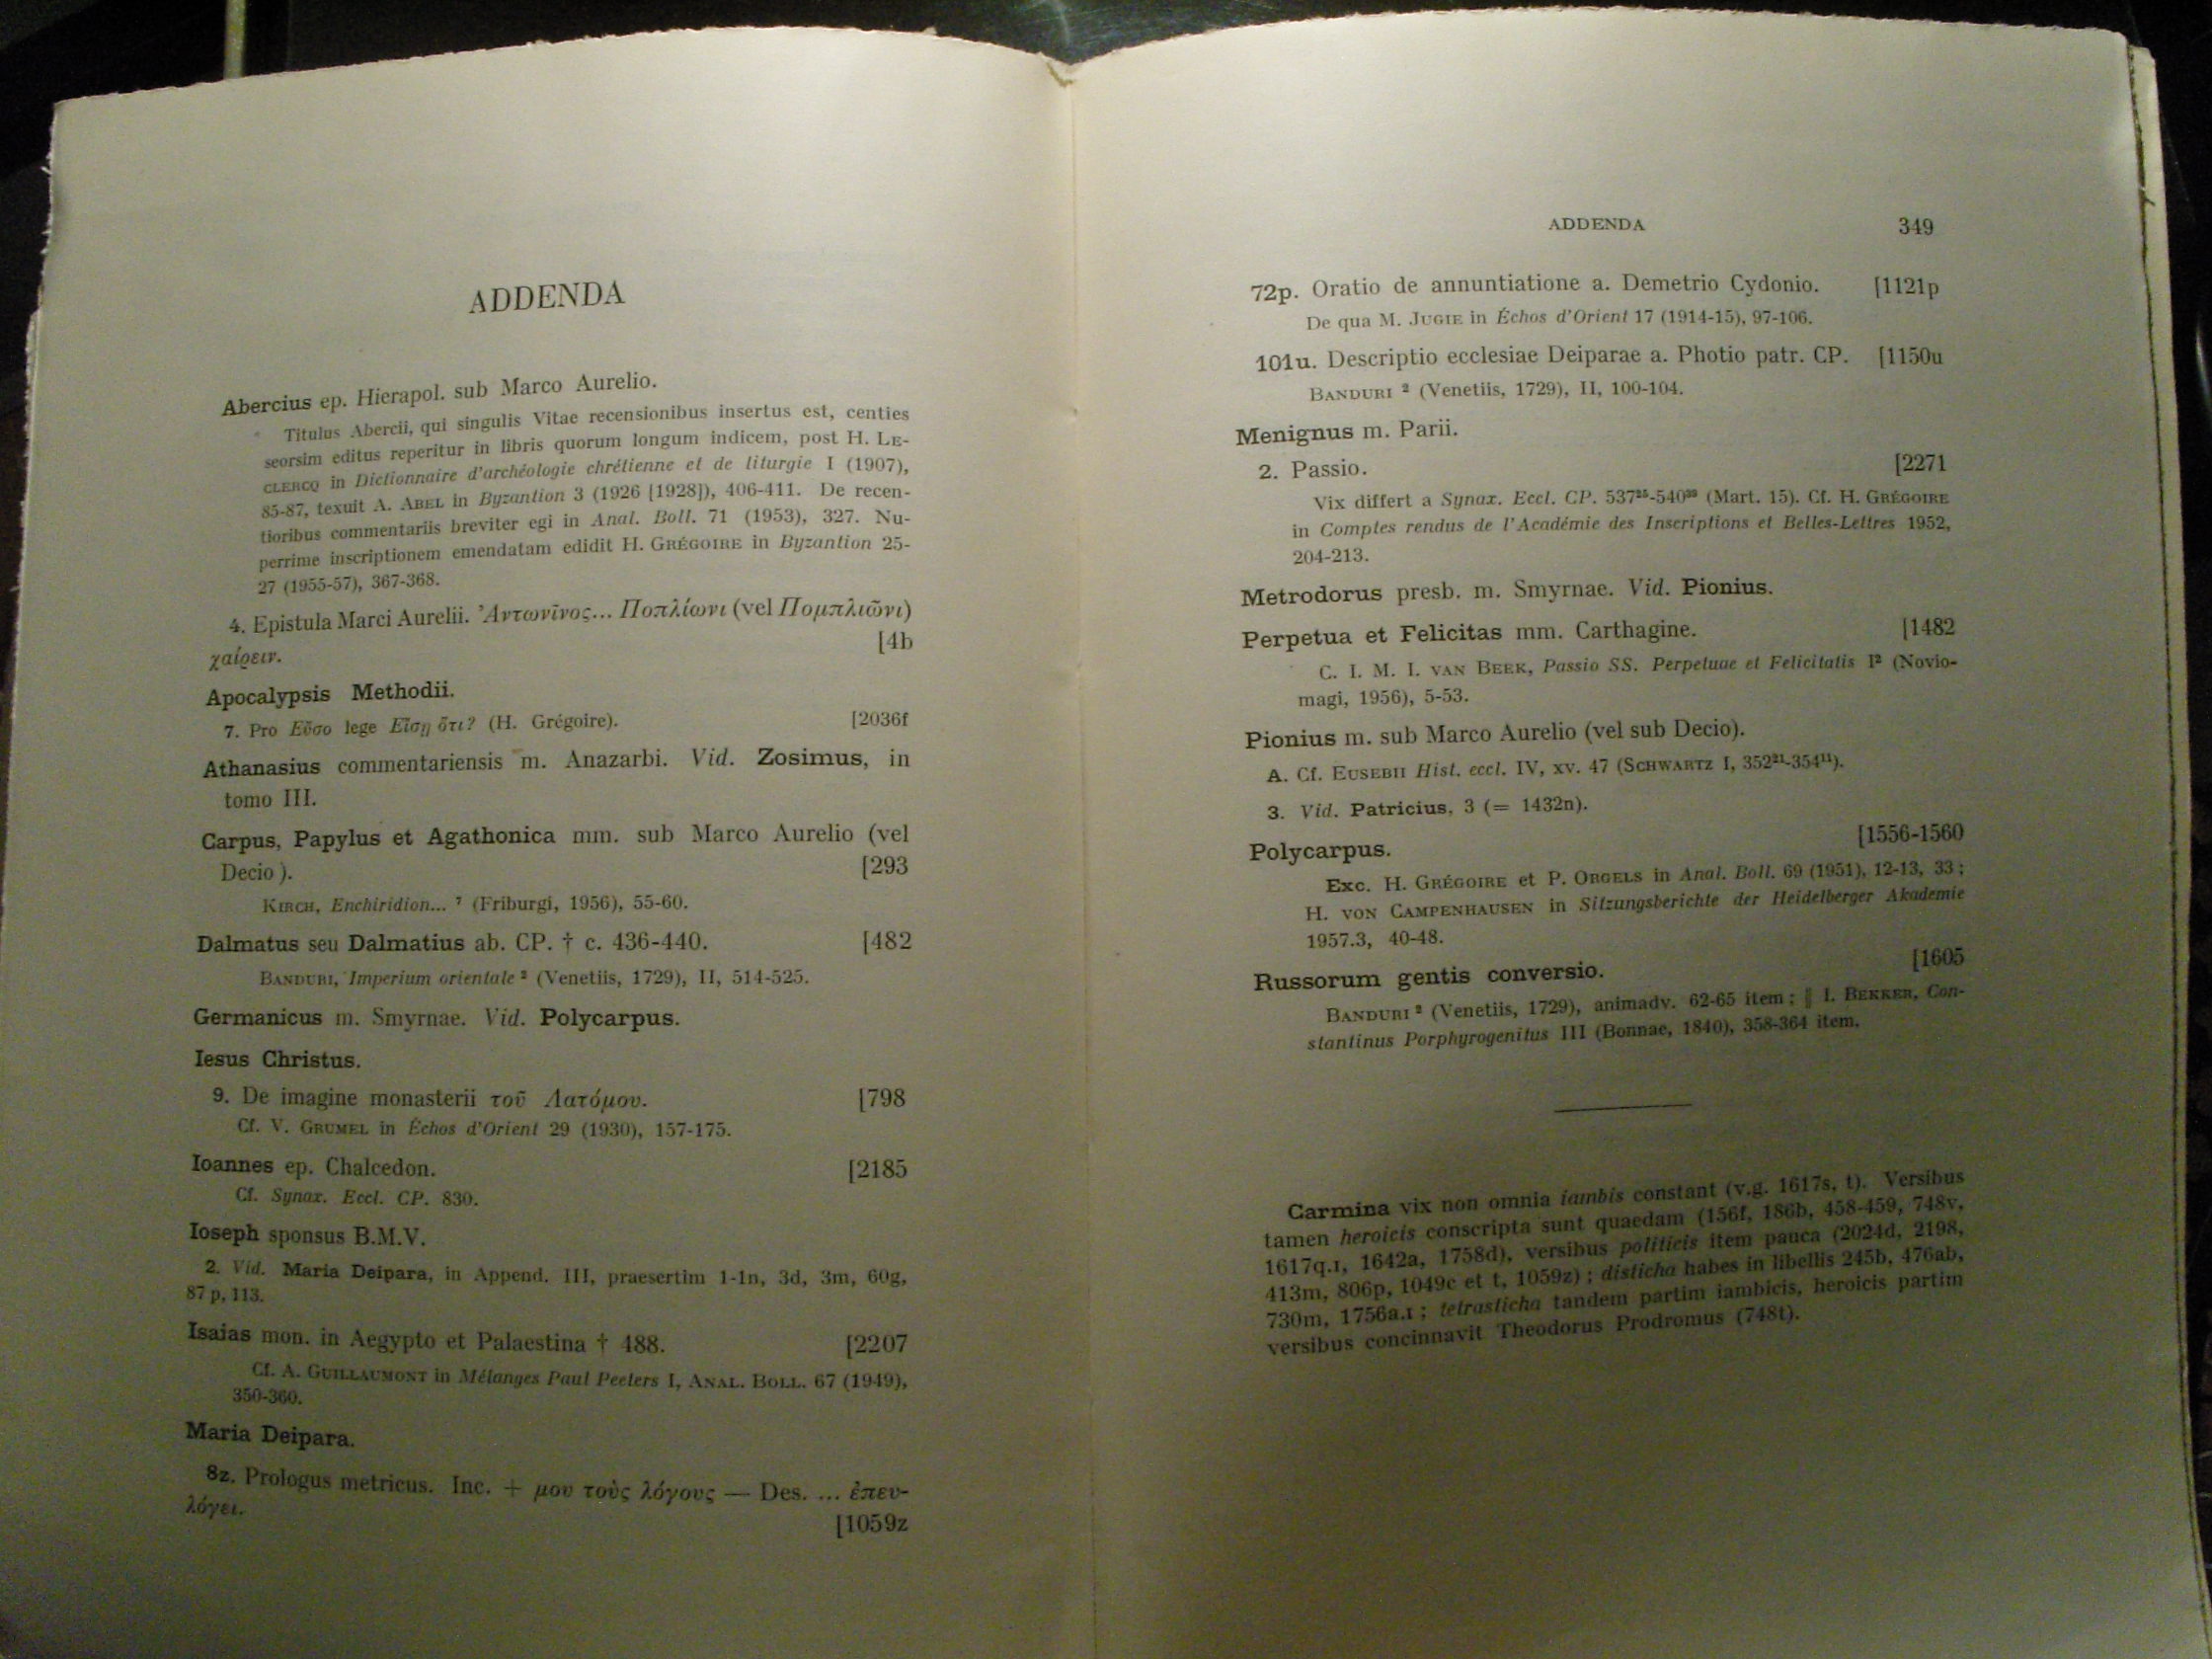 ADDENDA
Abercius ep. Hierapol. sub Marco Aurelio.
Titulus Abercii, qui singulis Vitae recensionibus insertus est, centies
seorsim editus reperitur in libris quorum longum indicem, post H. LE-
CLERCQ in Dictionnaire d'archéologie chrétienne et de liturgie I (1907),
85-87, texuit A. ABEL in Byzantion 3 (1926 [1928]), 406-411. De recen-
tioribus commentariis breviter egi in Anal. Boll. 71 (1953), 327. Nu-
perrime inscriptionem emendatam edidit H. GRÉGOIRE in Byzantion 25-
27 (1955-57), 367-368.
4. Epistula Marci Aurelii. Ἀντωνῖνος... Ποπλίωνι (vel Πομπλιῶνι)
χαίρειν. [4b
Apocalypsis Methodii.
7. Pro Εὔσο lege Εἴσῃ ὅτι? (H. Grégoire). [2036f
Athanasius commentariensis m. Anazarbi. Vid. Zosimus, in
tomo III.
Carpus, Papylus et Agathonica mm. sub Marco Aurelio (vel
Decio). [293
KIRCH, Enchiridion... ⁷ (Friburgi, 1956), 55-60.
Dalmatus seu Dalmatius ab. CP. † c. 436-440. [482
BANDURI, Imperium orientale ² (Venetiis, 1729), II, 514-525.
Germanicus m. Smyrnae. Vid. Polycarpus.
Iesus Christus.
9. De imagine monasterii τοῦ Λατόμου. [798
Cf. V. GRUMEL in Échos d'Orient 29 (1930), 157-175.
Ioannes ep. Chalcedon. [2185
Cf. Synax. Eccl. CP. 830.
Ioseph sponsus B.M.V.
2. Vid. Maria Deipara, in Append. III, praesertim 1-1n, 3d, 3m, 60g,
87p, 113.
Isaias mon. in Aegypto et Palaestina † 488. [2207
Cf. A. GUILLAUMONT in Mélanges Paul Peeters I, ANAL. BOLL. 67 (1949),
350-360.
Maria Deipara.
8z. Prologus metricus. Inc. + μου τοὺς λόγους — Des. ... ἐπευ-
λόγει. [1059z
ADDENDA 349
72p. Oratio de annuntiatione a. Demetrio Cydonio. [1121p
De qua M. JUGIE in Échos d'Orient 17 (1914-15), 97-106.
101u. Descriptio ecclesiae Deiparae a. Photio patr. CP. [1150u
BANDURI ² (Venetiis, 1729), II, 100-104.
Menignus m. Parii.
2. Passio. [2271
Vix differt a Synax. Eccl. CP. 537²⁵-540³⁹ (Mart. 15). Cf. H. GRÉGOIRE
in Comptes rendus de l'Académie des Inscriptions et Belles-Lettres 1952,
204-213.
Metrodorus presb. m. Smyrnae. Vid. Pionius.
Perpetua et Felicitas mm. Carthagine. [1482
C. I. M. I. VAN BEEK, Passio SS. Perpetuae et Felicitatis I² (Novio-
magi, 1956), 5-53.
Pionius m. sub Marco Aurelio (vel sub Decio).
A. Cf. EUSEBII Hist. eccl. IV, xv. 47 (SCHWARTZ I, 352²¹-354¹¹).
3. Vid. Patricius, 3 (= 1432n).
Polycarpus. [1556-1560
Exc. H. GRÉGOIRE et P. ORGELS in Anal. Boll. 69 (1951), 12-13, 33;
H. VON CAMPENHAUSEN in Sitzungsberichte der Heidelberger Akademie
1957.3, 40-48.
Russorum gentis conversio. [1605
BANDURI ² (Venetiis, 1729), animadv. 62-65 item; ‖ I. BEKKER, Con-
stantinus Porphyrogenitus III (Bonnae, 1840), 358-364 item.
Carmina vix non omnia iambis constant (v.g. 1617s, t). Versibus
tamen heroicis conscripta sunt quaedam (156f, 186b, 458-459, 748v,
1617q.I, 1642a, 1758d), versibus politicis item pauca (2024d, 2198,
413m, 806p, 1049c et t, 1059z); disticha habes in libellis 245b, 476ab,
730m, 1756a.I; tetrasticha tandem partim iambicis, heroicis partim
versibus concinnavit Theodorus Prodromus (748t).